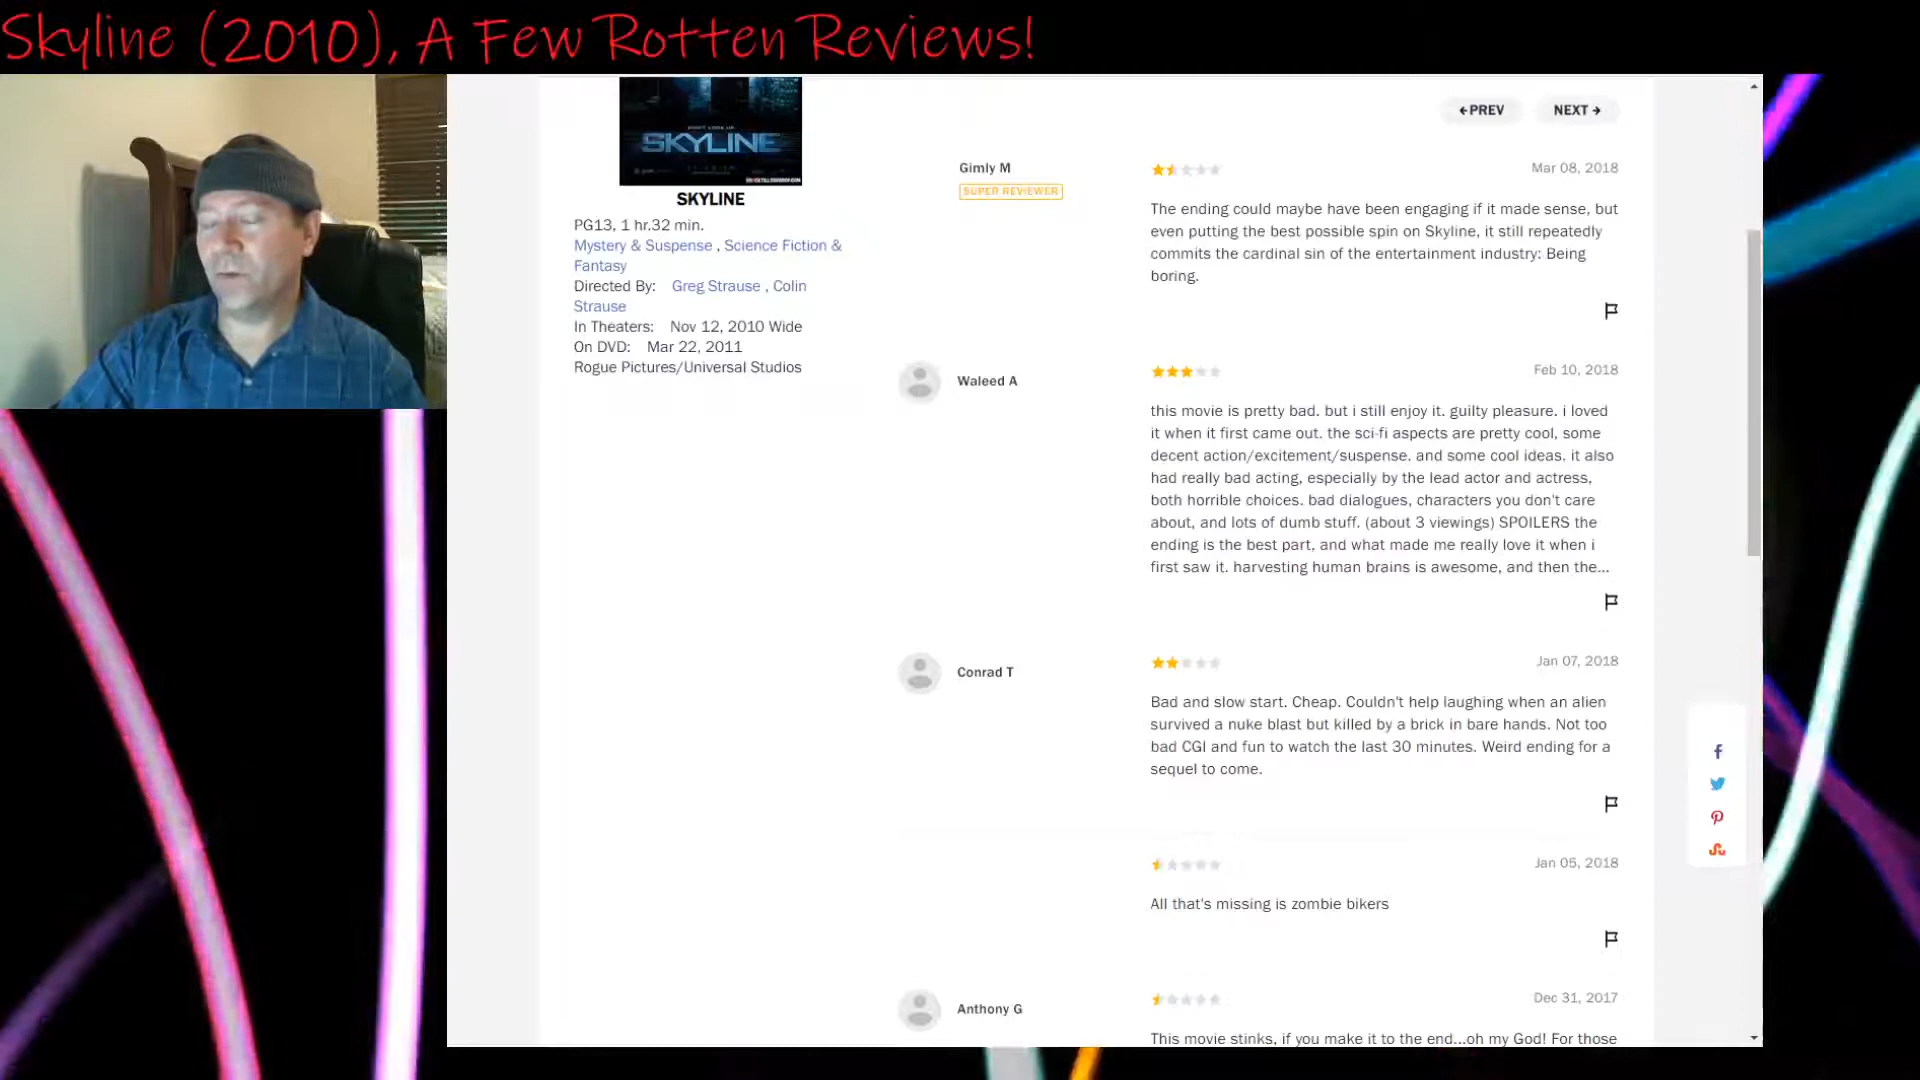 Skyline (2010), A Few Rotten Reviews!
SKYLINE
SKYLINE
PG13, 1 hr.32 min.
Mystery & Suspense , Science Fiction &
Fantasy
Directed By: Greg Strause , Colin
Strause
In Theaters: Nov 12, 2010 Wide
On DVD: Mar 22, 2011
Rogue Pictures/Universal Studios
PREV
NEXT
Gimly M
SUPER REVIEWER
Mar 08, 2018
The ending could maybe have been engaging if it made sense, but
even putting the best possible spin on Skyline, it still repeatedly
commits the cardinal sin of the entertainment industry: Being
boring.
Waleed A
Feb 10, 2018
this movie is pretty bad. but i still enjoy it. guilty pleasure. i loved
it when it first came out. the sci-fi aspects are pretty cool, some
decent action/excitement/suspense. and some cool ideas. it also
had really bad acting, especially by the lead actor and actress,
both horrible choices. bad dialogues, characters you don't care
about, and lots of dumb stuff. (about 3 viewings) SPOILERS the
ending is the best part, and what made me really love it when i
first saw it. harvesting human brains is awesome, and then the...
Conrad T
Jan 07, 2018
Bad and slow start. Cheap. Couldn't help laughing when an alien
survived a nuke blast but killed by a brick in bare hands. Not too
bad CGI and fun to watch the last 30 minutes. Weird ending for a
sequel to come.
Jan 05, 2018
All that's missing is zombie bikers
Anthony G
Dec 31, 2017
This movie stinks, if you make it to the end...oh my God! For those